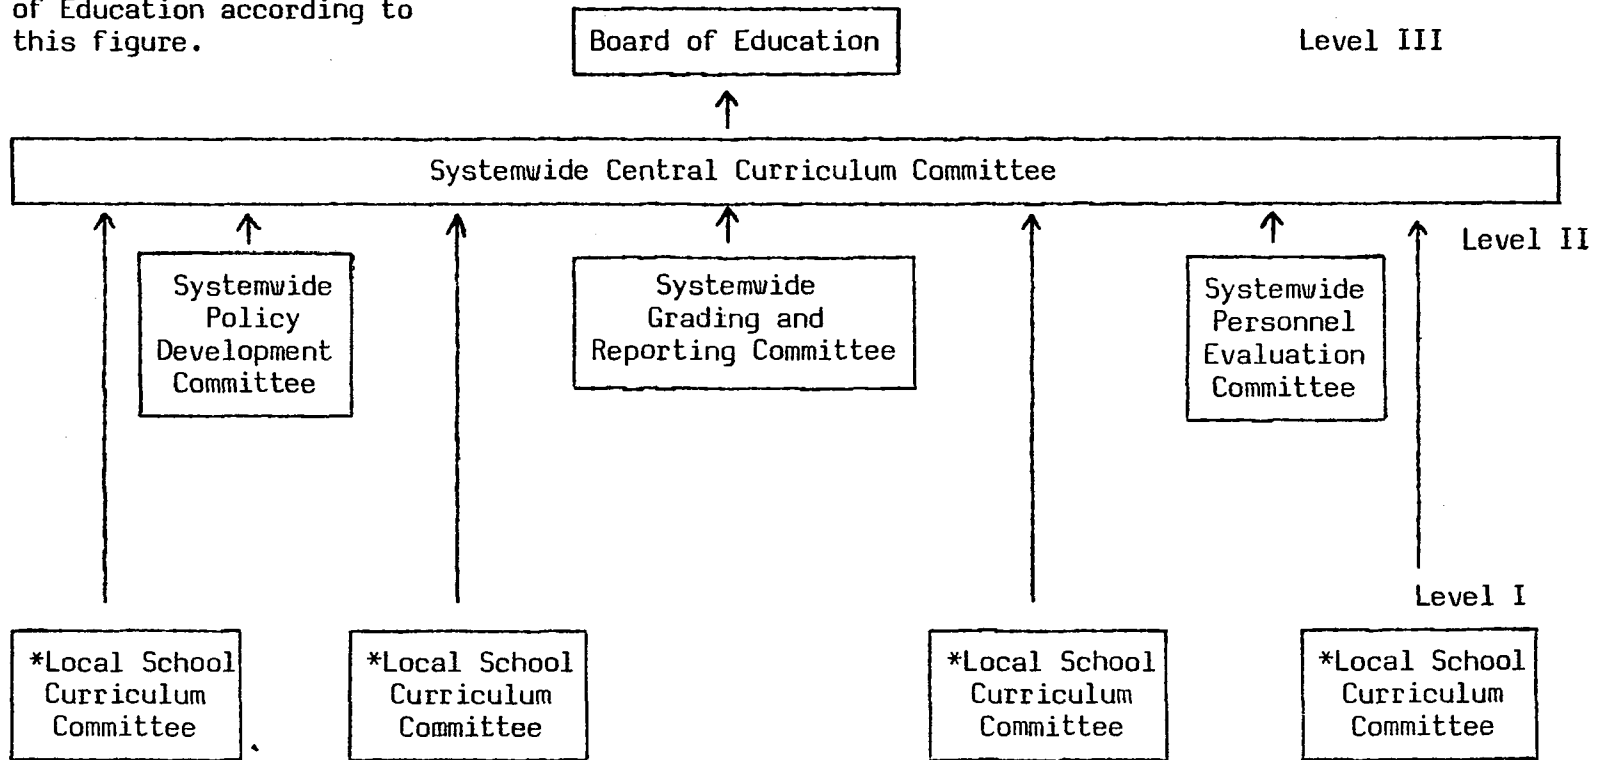 of Education according to
this figure.
Board of Education
Level III
Systemwide Central Curriculum Committee
Level II
Systemwide
Policy
Development
Committee
Systemwide
Grading and
Reporting Committee
Systemwide
Personnel
Evaluation
Committee
Level I
*Local School
Curriculum
Committee
*Local School
Curriculum
Committee
*Local School
Curriculum
Committee
*Local School
Curriculum
Committee